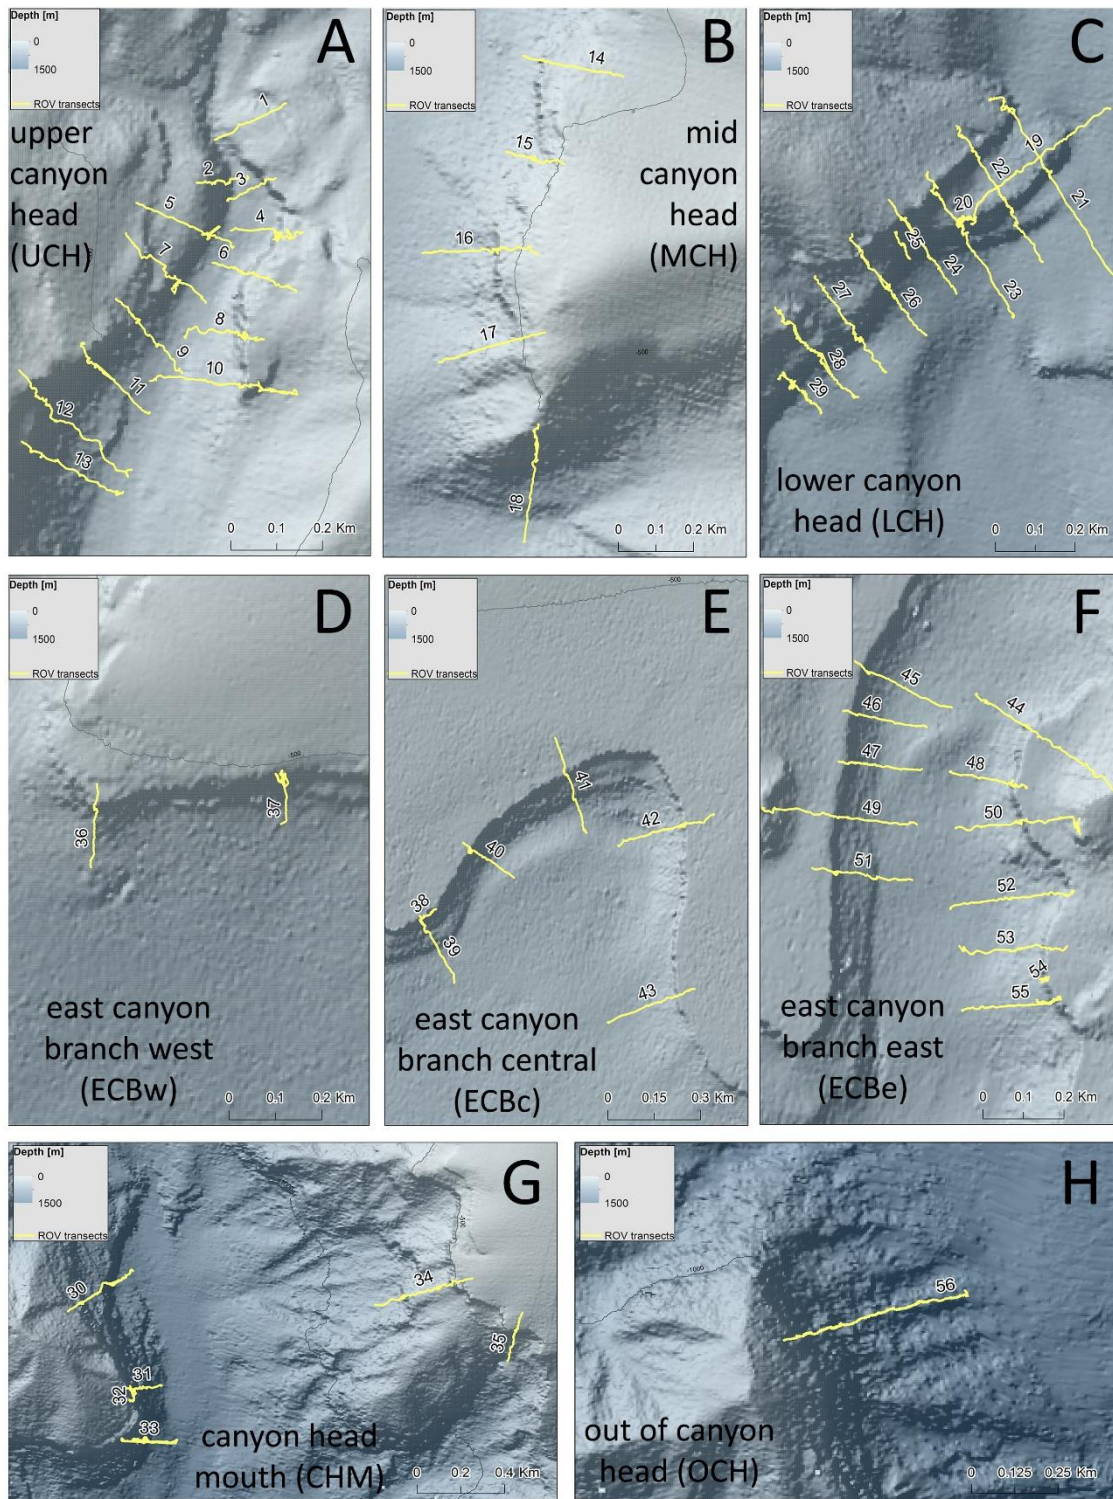 Depth [m]
0
1500
ROV transects
A
upper
canyon
head
(UCH)
1
2
3
4
5
6
7
8
9
10
11
12
13
0 0.1 0.2 Km
Depth [m]
0
1500
ROV transects
B
mid
canyon
head
(MCH)
14
15
16
17
-500
18
0 0.1 0.2 Km
Depth [m]
0
1500
ROV transects
C
19
22
21
20
25
24
23
26
27
28
29
lower canyon
head (LCH)
0 0.1 0.2 Km
Depth [m]
0
1500
ROV transects
D
-500
36
37
east canyon
branch west
(ECBw)
0 0.1 0.2 Km
Depth [m]
0
1500
ROV transects
-500
E
41
42
40
38
39
43
east canyon
branch central
(ECBc)
0 0.15 0.3 Km
Depth [m]
0
1500
ROV transects
F
45
44
46
47
48
49
50
51
52
53
54
55
east canyon
branch east
(ECBe)
0 0.1 0.2 Km
Depth [m]
0
1500
ROV transects
G
-500
30
34
35
31
32
33
canyon head
mouth (CHM)
0 0.2 0.4 Km
Depth [m]
0
1500
ROV transects
H
-1000
56
out of canyon
head (OCH)
0 0.125 0.25 Km